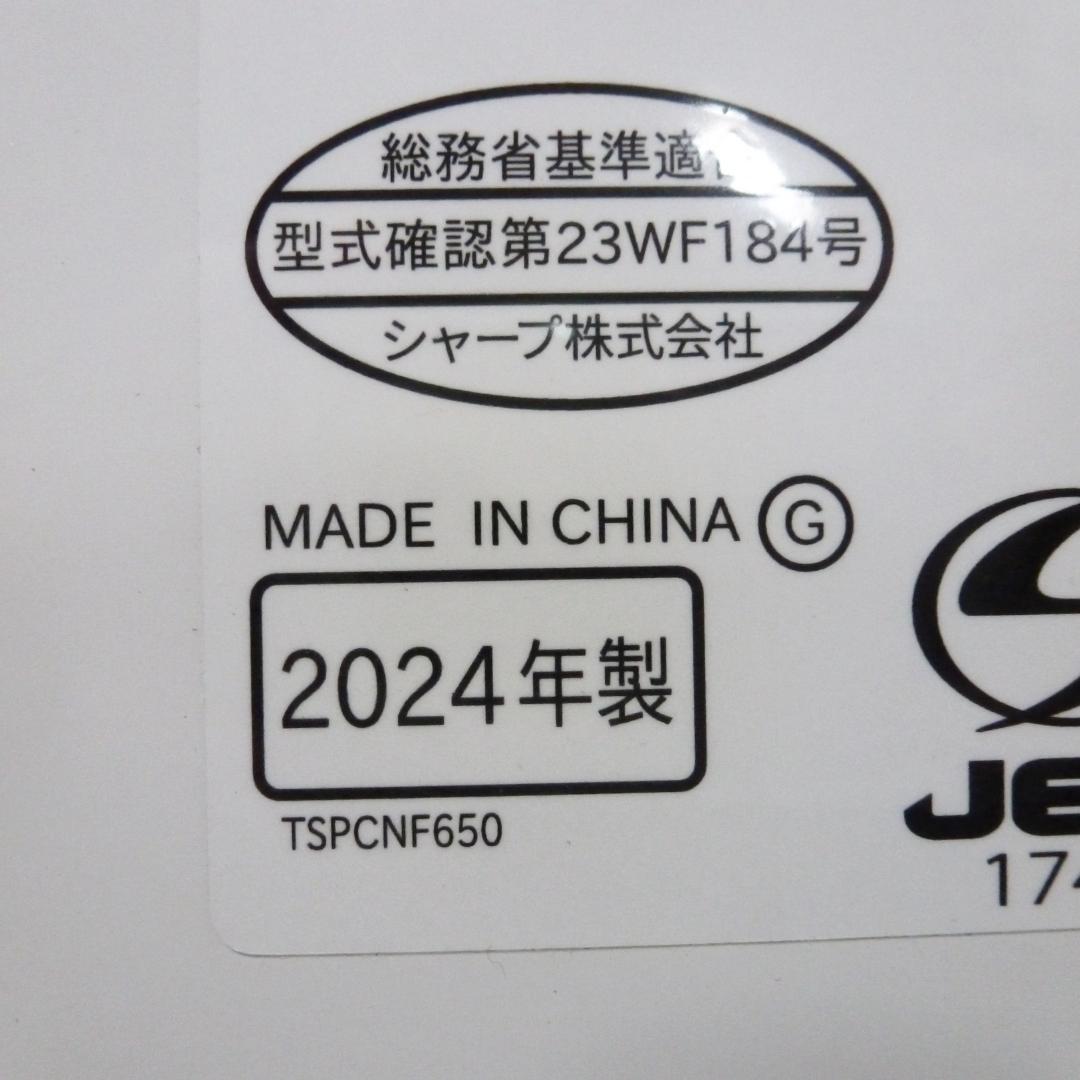 総務省基準適合
型式確認第23WF184号
シャープ株式会社
MADE IN CHINA G
2024年製
TSPCNF650
JE
174